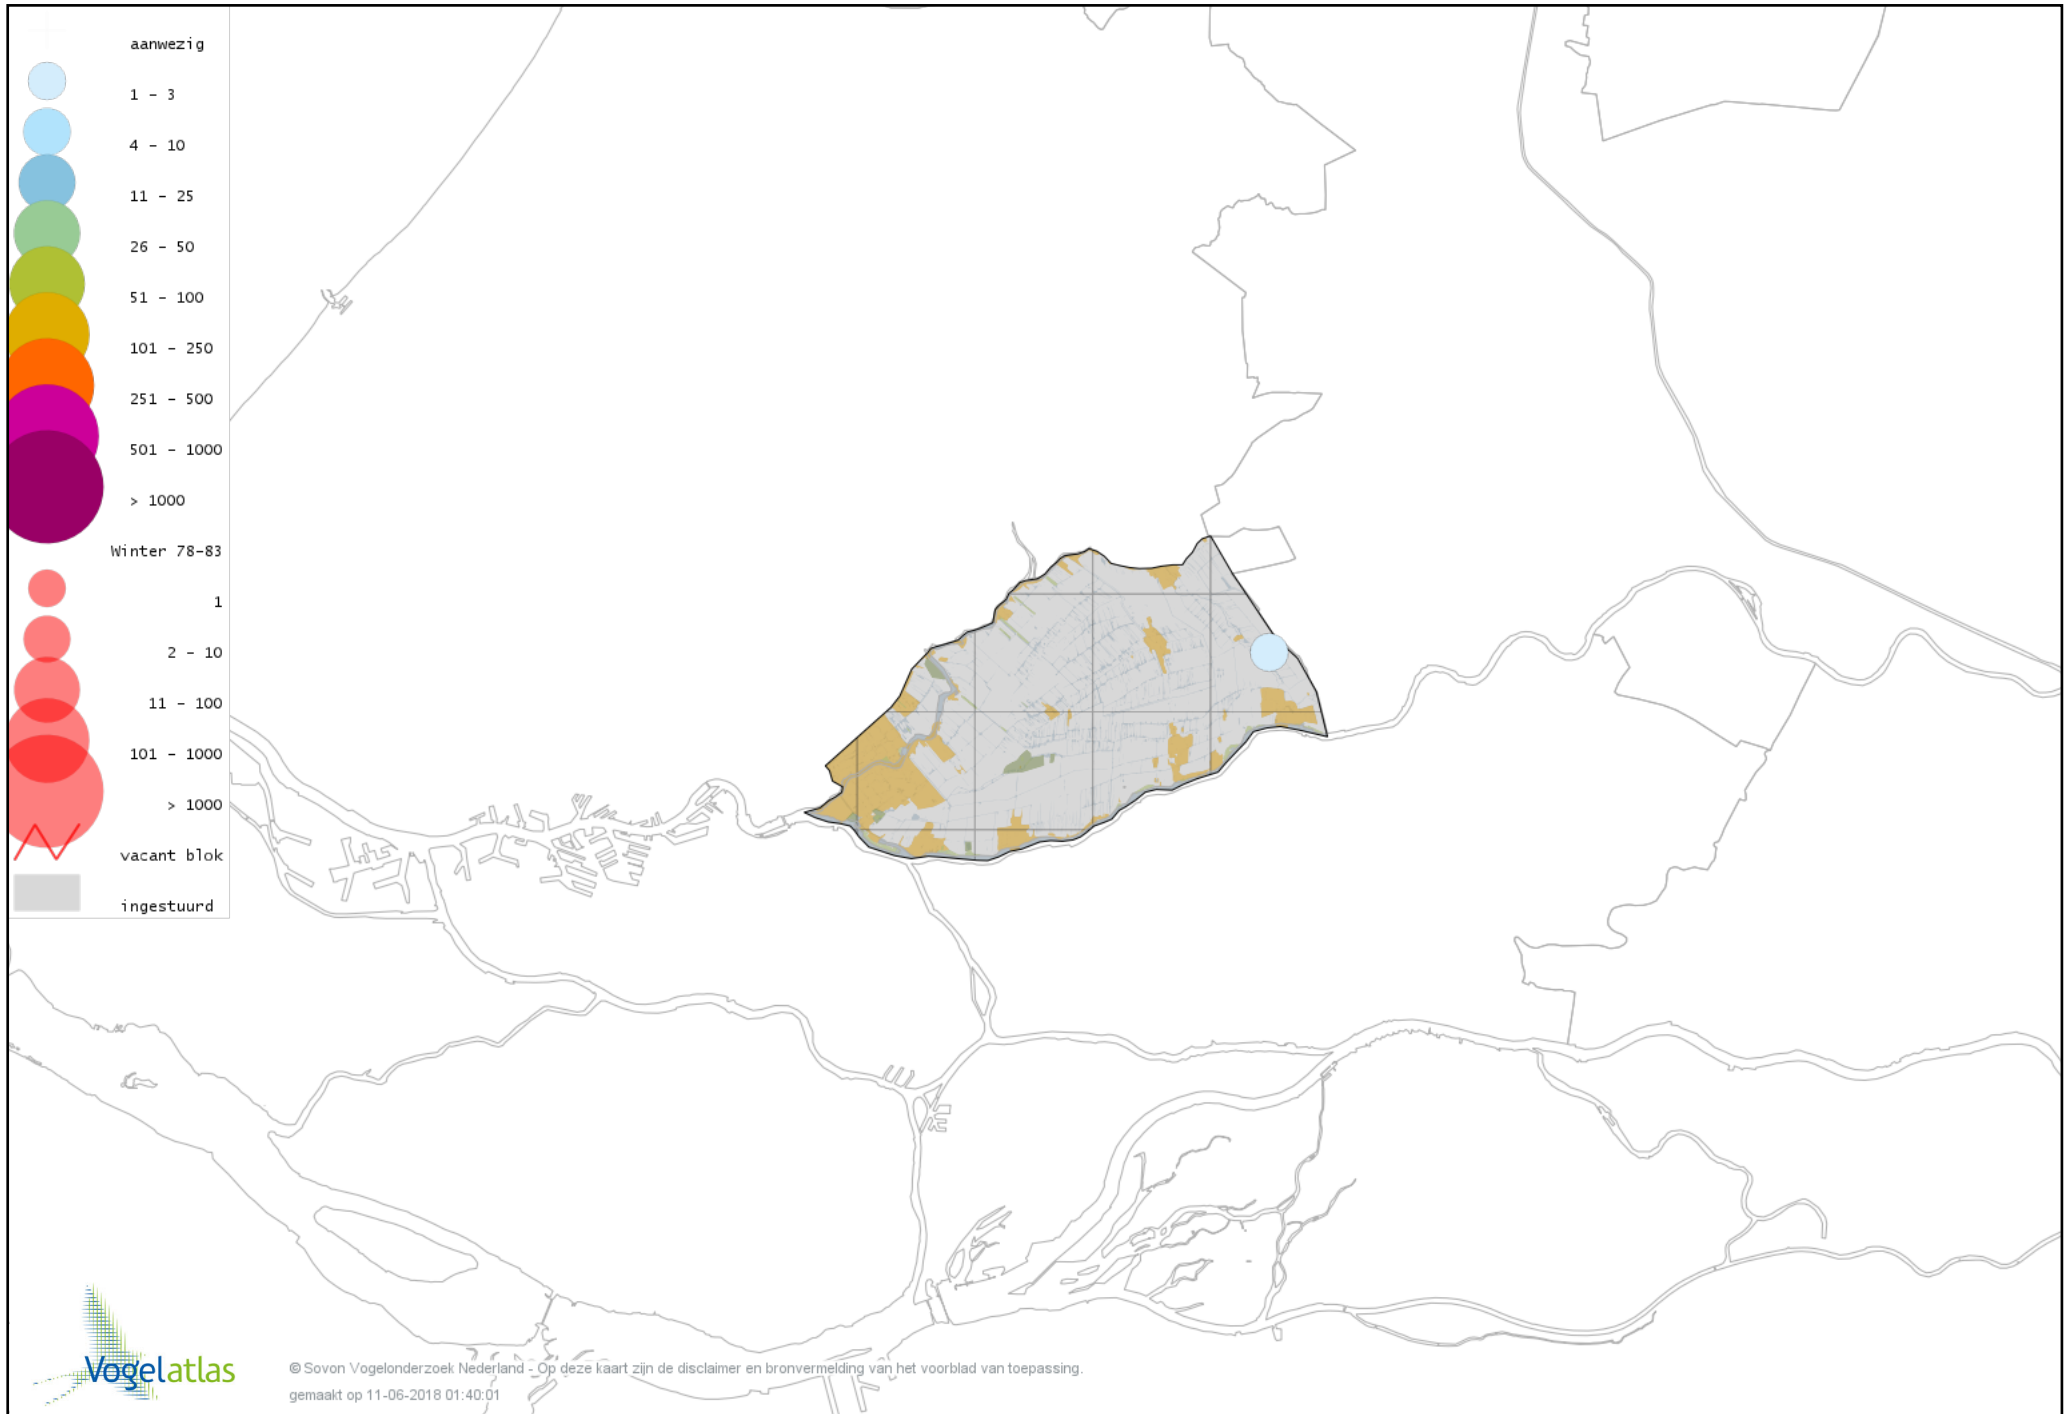 aanwezig
1 - 3
4 - 10
11 - 25
26 - 50
51 - 100
101 - 250
251 - 500
501 - 1000
> 1000
Winter 78-83
1
2 - 10
11 - 100
101 - 1000
> 1000
vacant blok
ingestuurd
Vogelatlas
© Sovon Vogelonderzoek Nederland - Op deze kaart zijn de disclaimer en bronvermelding van het voorblad van toepassing.
gemaakt op 11-06-2018 01:40:01